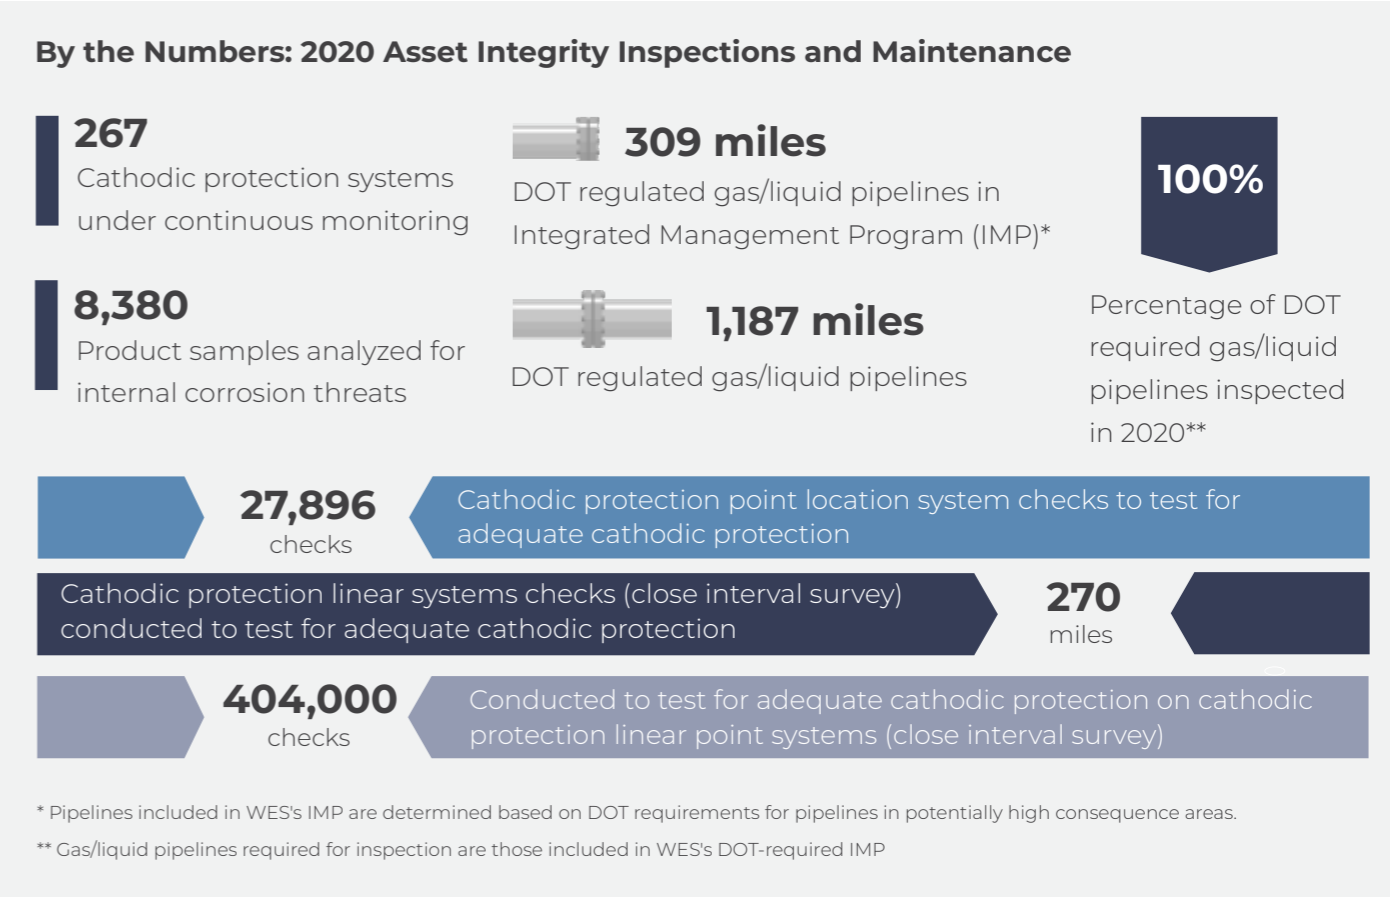 By the Numbers: 2020 Asset Integrity Inspections and Maintenance
267
Cathodic protection systems
under continuous monitoring
8,380
Product samples analyzed for
internal corrosion threats
309 miles
DOT regulated gas/liquid pipelines in
Integrated Management Program (IMP)*
1,187 miles
DOT regulated gas/liquid pipelines
100%
Percentage of DOT
required gas/liquid
pipelines inspected
in 2020**
27,896
checks
Cathodic protection point location system checks to test for
adequate cathodic protection
Cathodic protection linear systems checks (close interval survey)
conducted to test for adequate cathodic protection
270
miles
404,000
checks
Conducted to test for adequate cathodic protection on cathodic
protection linear point systems (close interval survey)
* Pipelines included in WES's IMP are determined based on DOT requirements for pipelines in potentially high consequence areas.
** Gas/liquid pipelines required for inspection are those included in WES's DOT-required IMP